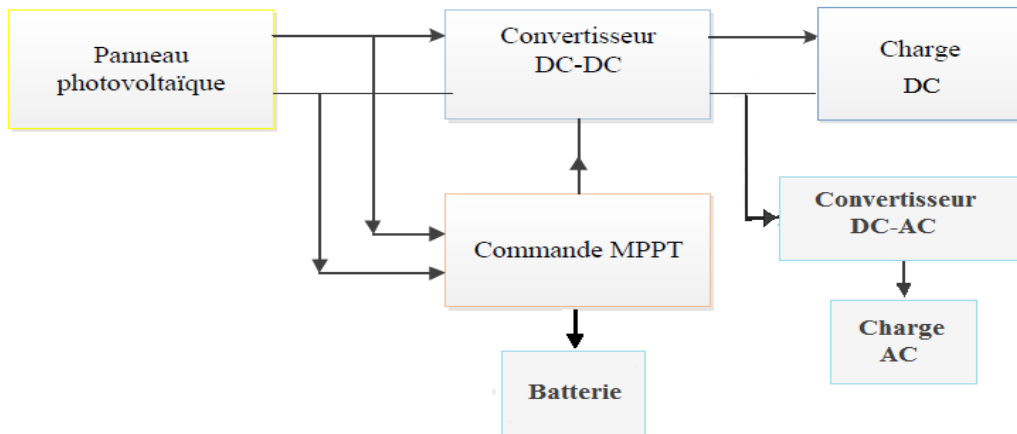 Panneau
photovoltaïque
Convertisseur
DC-DC
Charge
DC
Commande MPPT
Convertisseur
DC-AC
Charge
AC
Batterie